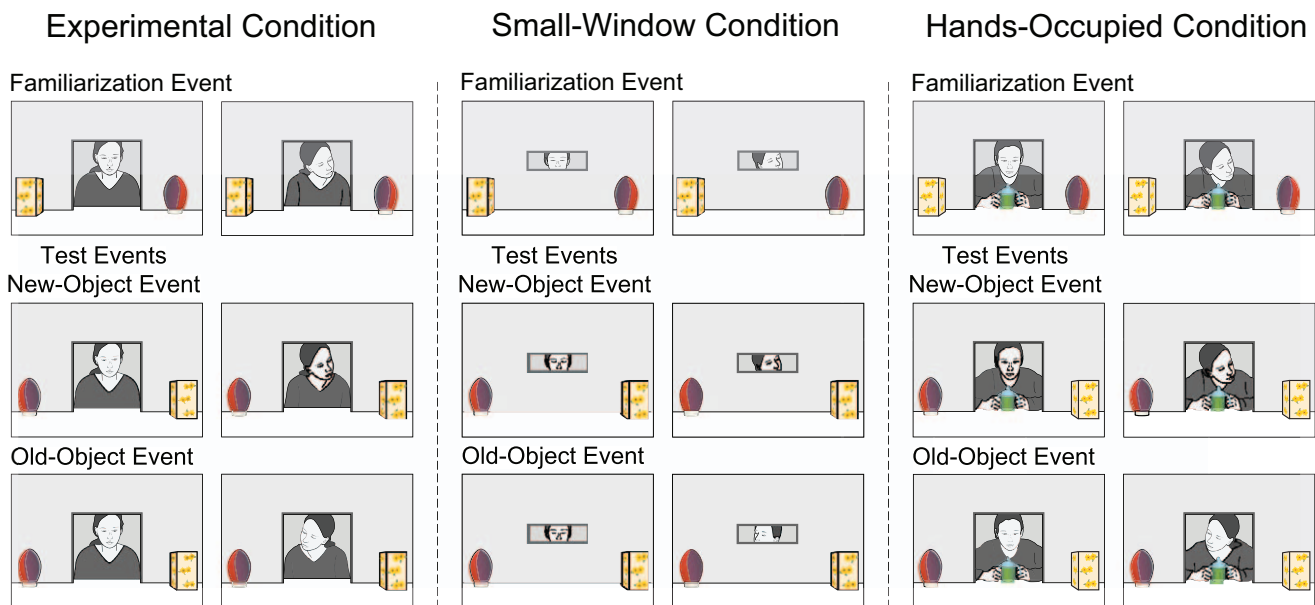 Experimental Condition
Small-Window Condition
Hands-Occupied Condition
Familiarization Event
Familiarization Event
Familiarization Event
Test Events
Test Events
Test Events
New-Object Event
New-Object Event
New-Object Event
Old-Object Event
Old-Object Event
Old-Object Event